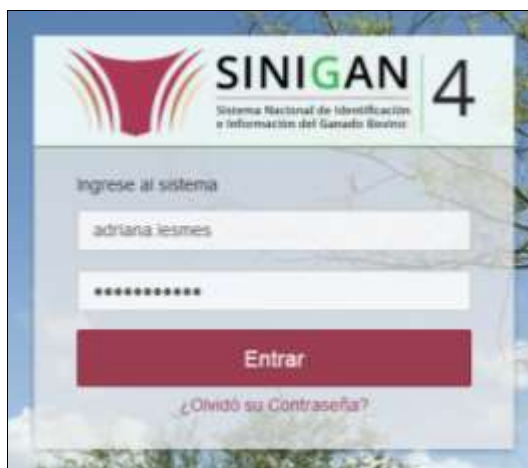 SINIGAN 4
Sistema Nacional de Identificación
e Información del Ganado Bovino
Ingrese al sistema
adriana lesmes
•••••••••••
Entrar
¿Olvidó su Contraseña?